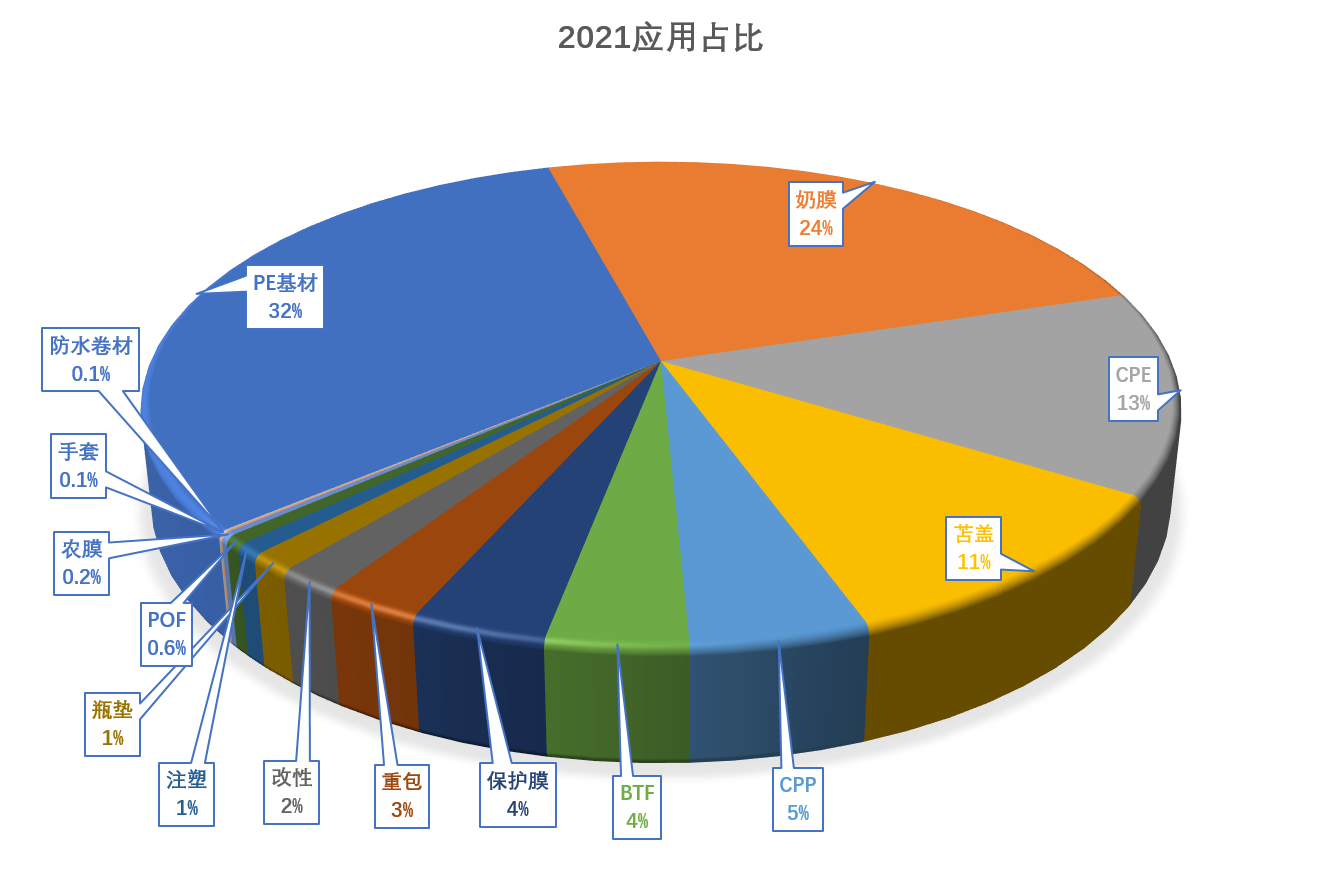 2021应用占比
奶膜
24%
PE基材
32%
防水卷材
0.1%
CPE
13%
手套
0.1%
苫盖
11%
农膜
0.2%
POF
0.6%
瓶垫
1%
注塑
1%
改性
2%
重包
3%
保护膜
4%
BTF
4%
CPP
5%